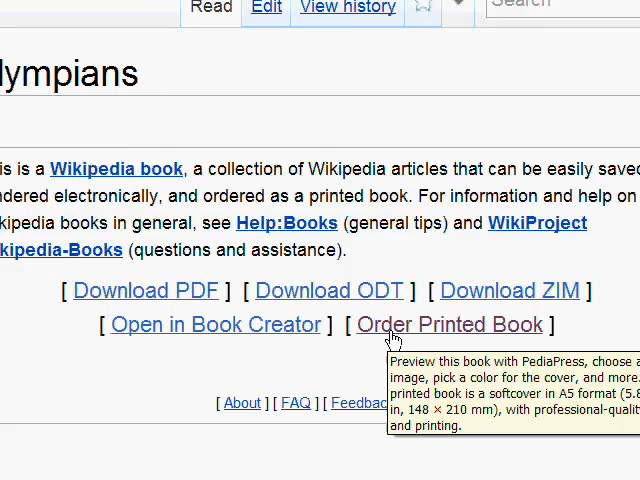 Read Edit View history Search
lympians
is is a Wikipedia book, a collection of Wikipedia articles that can be easily saved
ndered electronically, and ordered as a printed book. For information and help on
kipedia books in general, see Help:Books (general tips) and WikiProject
kipedia-Books (questions and assistance).
[ Download PDF ] [ Download ODT ] [ Download ZIM ]
[ Open in Book Creator ] [ Order Printed Book ]
Preview this book with PediaPress, choose a
image, pick a color for the cover, and more.
printed book is a softcover in A5 format (5.8
[ About ] [ FAQ ] [ Feedbac
in, 148 × 210 mm), with professional-qualit
and printing.